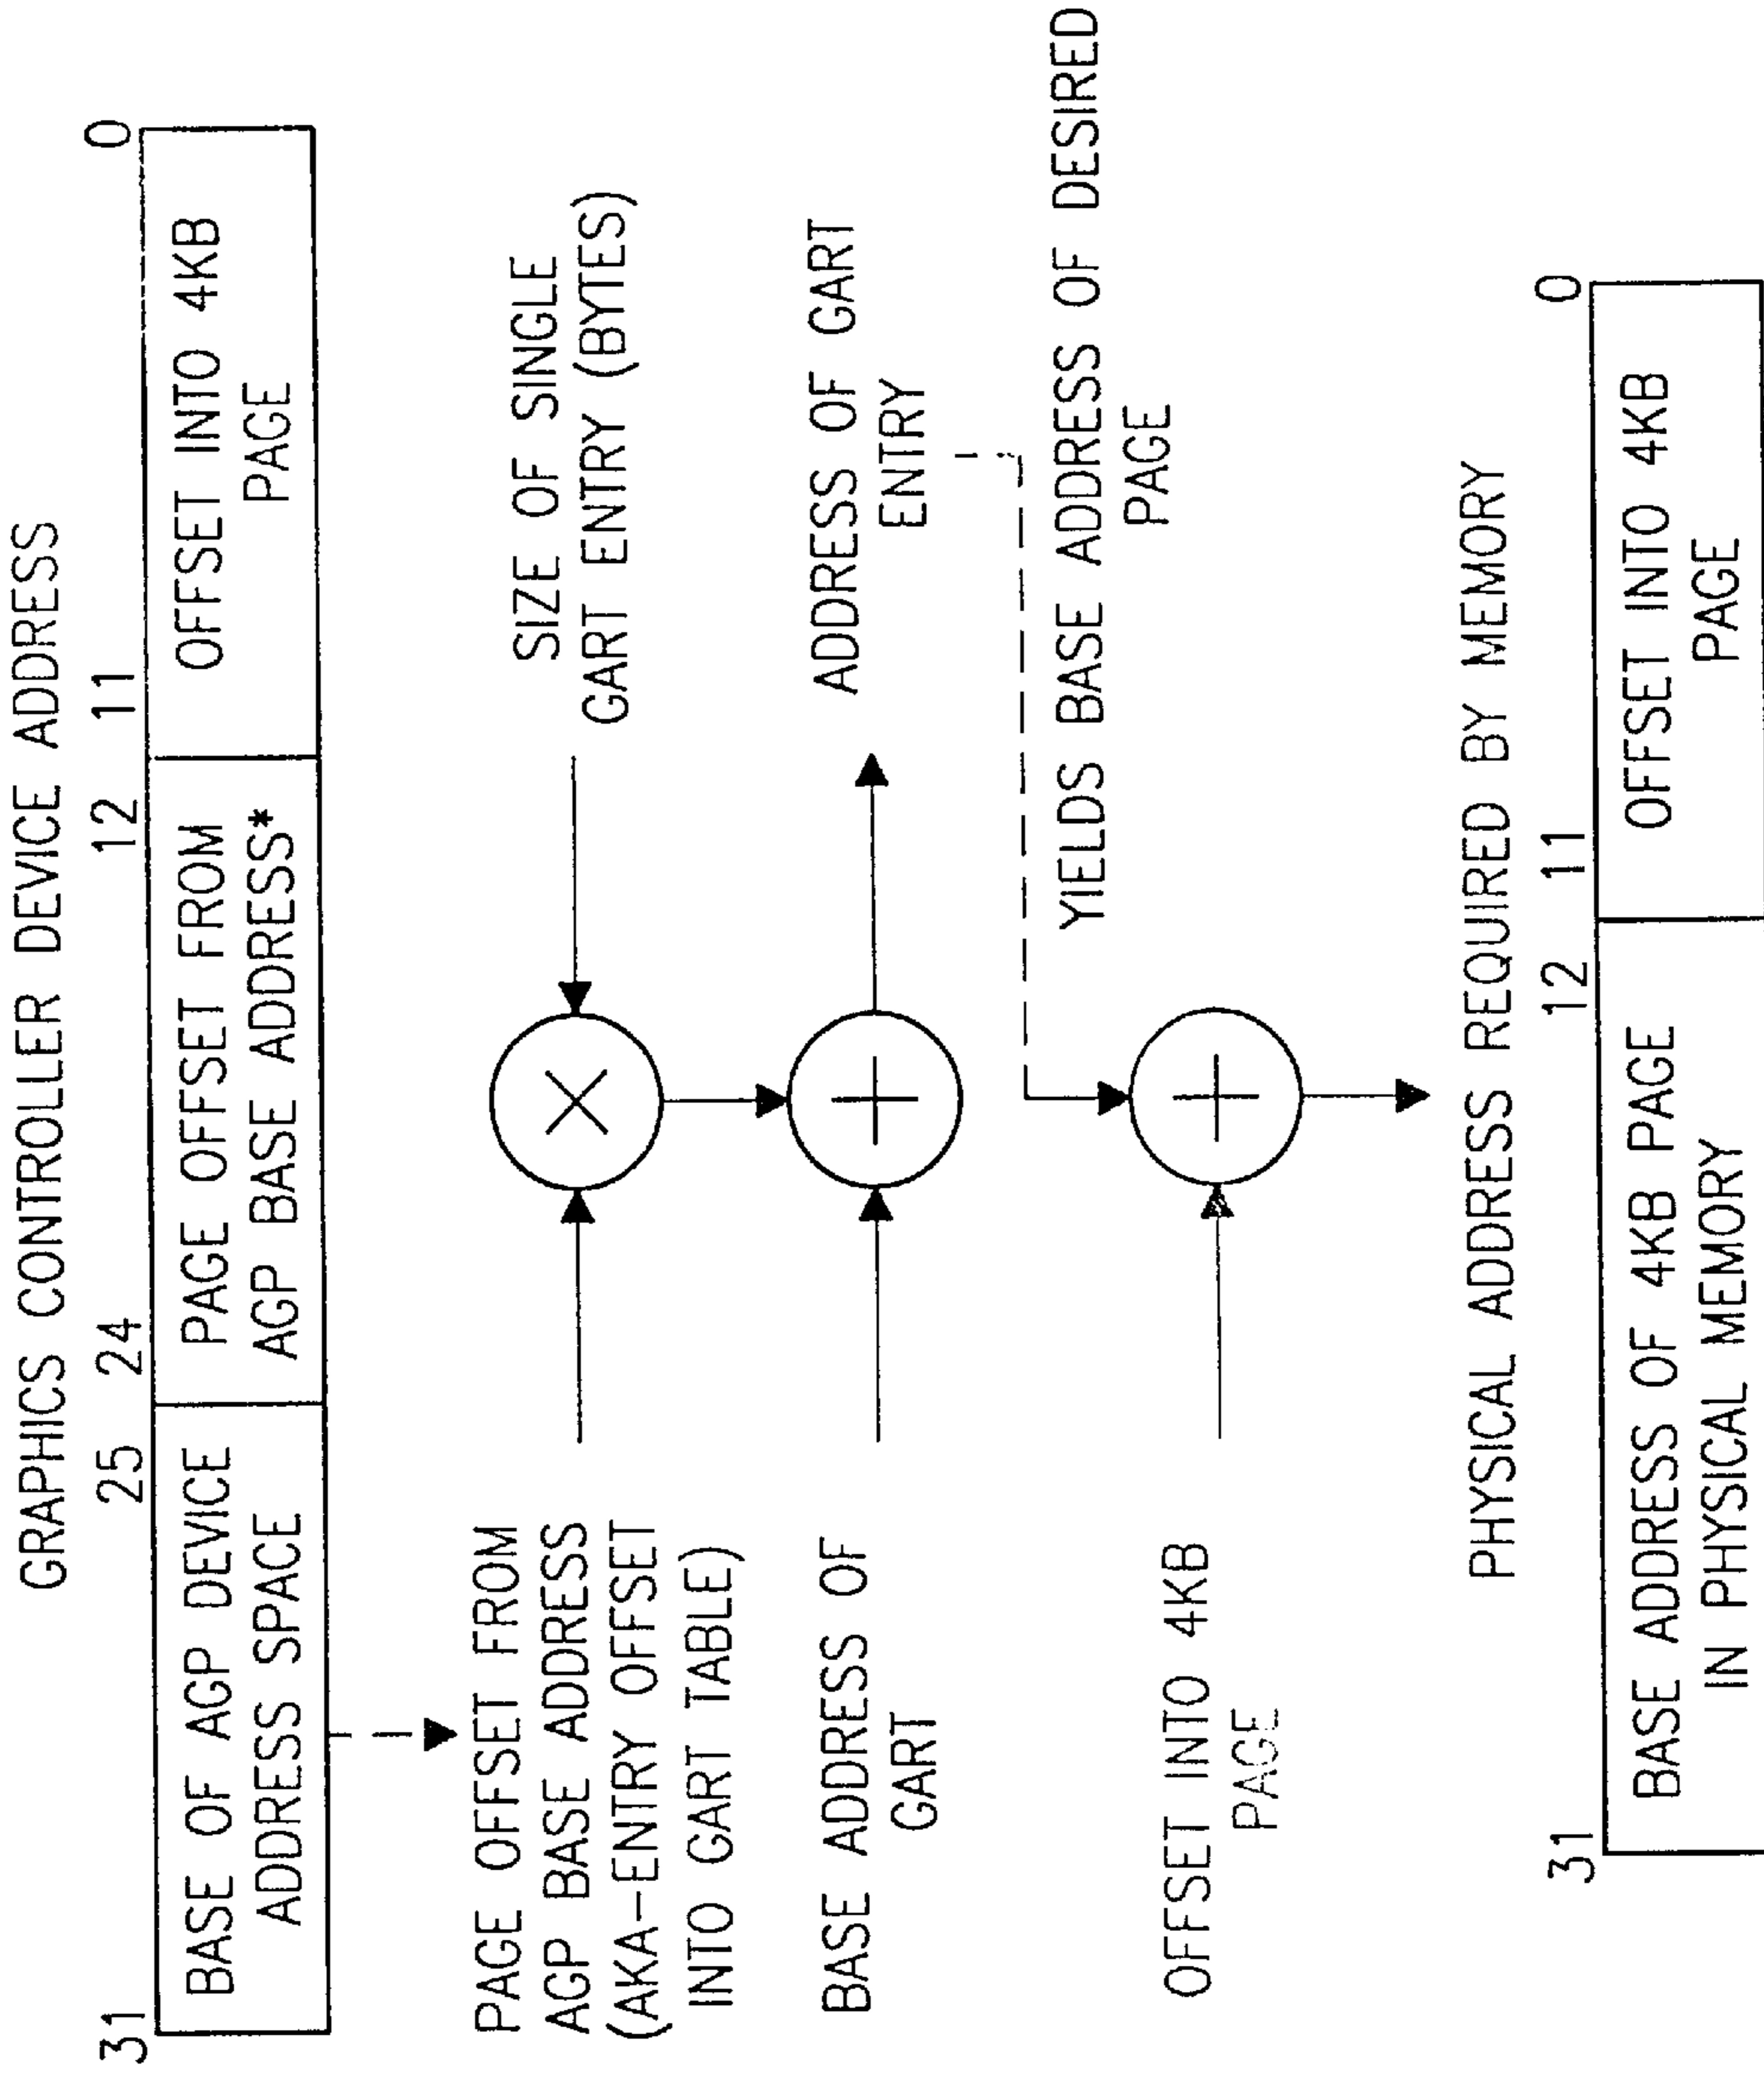 GRAPHICS CONTROLLER DEVICE ADDRESS
31 25 24 12 11 0
BASE OF AGP DEVICE
ADDRESS SPACE
PAGE OFFSET FROM
AGP BASE ADDRESS*
OFFSET INTO 4KB
PAGE
PAGE OFFSET FROM
AGP BASE ADDRESS
(AKA-ENTRY OFFSET
INTO GART TABLE)
SIZE OF SINGLE
GART ENTRY (BYTES)
BASE ADDRESS OF
GART
ADDRESS OF GART
ENTRY
YIELDS BASE ADDRESS OF DESIRED
PAGE
OFFSET INTO 4KB
PAGE
PHYSICAL ADDRESS REQUIRED BY MEMORY
31 12 11 0
BASE ADDRESS OF 4KB PAGE
IN PHYSICAL MEMORY
OFFSET INTO 4KB
PAGE